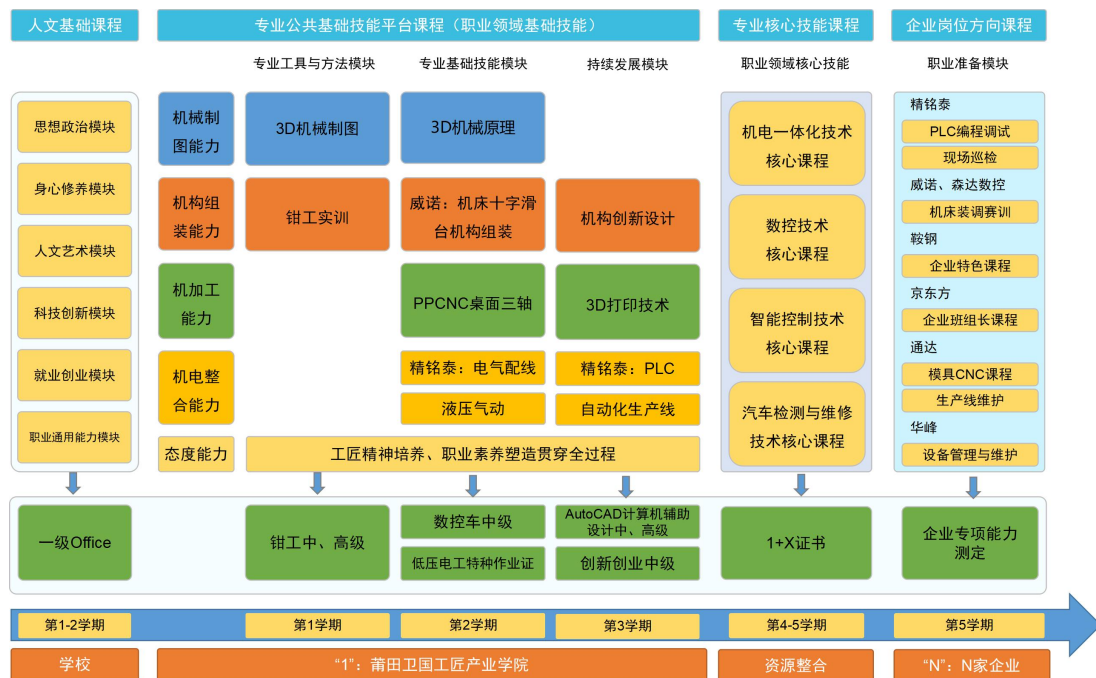 人文基础课程
专业公共基础技能平台课程（职业领域基础技能）
专业核心技能课程
企业岗位方向课程
专业工具与方法模块
专业基础技能模块
持续发展模块
职业领域核心技能
职业准备模块
思想政治模块
身心修养模块
人文艺术模块
科技创新模块
就业创业模块
职业通用能力模块
机械制
图能力
3D机械制图
3D机械原理
机构组
装能力
钳工实训
威诺：机床十字滑
台机构组装
机构创新设计
机加工
能力
PPCNC桌面三轴
3D打印技术
机电整
合能力
精铭泰：电气配线
精铭泰：PLC
液压气动
自动化生产线
态度能力
工匠精神培养、职业素养塑造贯穿全过程
机电一体化技术
核心课程
数控技术
核心课程
智能控制技术
核心课程
汽车检测与维修
技术核心课程
精铭泰
PLC编程调试
现场巡检
威诺、森达数控
机床装调赛训
鞍钢
企业特色课程
京东方
企业班组长课程
通达
模具CNC课程
生产线维护
华峰
设备管理与维护
一级Office
钳工中、高级
数控车中级
低压电工特种作业证
AutoCAD计算机辅助
设计中、高级
创新创业中级
1+X证书
企业专项能力
测定
第1-2学期
第1学期
第2学期
第3学期
第4-5学期
第5学期
学校
“1”：莆田卫国工匠产业学院
资源整合
“N”：N家企业